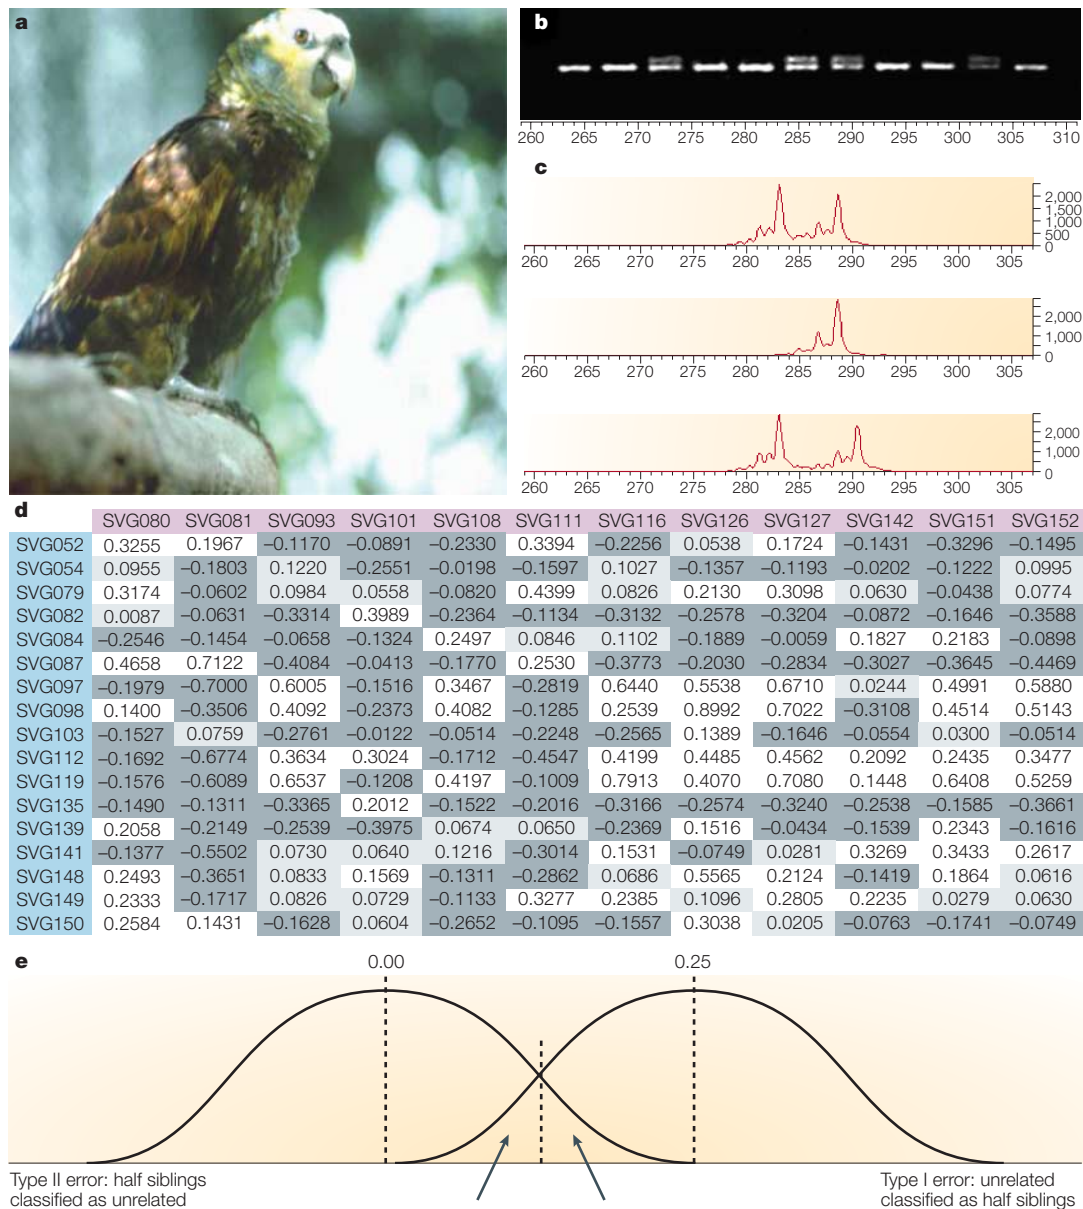 a
b
260 265 270 275 280 285 290 295 300 305 310
c
2,000
1,500
1,000
500
0
260 265 270 275 280 285 290 295 300 305
2,000
1,000
0
260 265 270 275 280 285 290 295 300 305
2,000
1,000
0
260 265 270 275 280 285 290 295 300 305
d
SVG080 SVG081 SVG093 SVG101 SVG108 SVG111 SVG116 SVG126 SVG127 SVG142 SVG151 SVG152
SVG052 0.3255 0.1967 –0.1170 –0.0891 –0.2330 0.3394 –0.2256 0.0538 0.1724 –0.1431 –0.3296 –0.1495
SVG054 0.0955 –0.1803 0.1220 –0.2551 –0.0198 –0.1597 0.1027 –0.1357 –0.1193 –0.0202 –0.1222 0.0995
SVG079 0.3174 –0.0602 0.0984 0.0558 –0.0820 0.4399 0.0826 0.2130 0.3098 0.0630 –0.0438 0.0774
SVG082 0.0087 –0.0631 –0.3314 0.3989 –0.2364 –0.1134 –0.3132 –0.2578 –0.3204 –0.0872 –0.1646 –0.3588
SVG084 –0.2546 –0.1454 –0.0658 –0.1324 0.2497 0.0846 0.1102 –0.1889 –0.0059 0.1827 0.2183 –0.0898
SVG087 0.4658 0.7122 –0.4084 –0.0413 –0.1770 0.2530 –0.3773 –0.2030 –0.2834 –0.3027 –0.3645 –0.4469
SVG097 –0.1979 –0.7000 0.6005 –0.1516 0.3467 –0.2819 0.6440 0.5538 0.6710 0.0244 0.4991 0.5880
SVG098 0.1400 –0.3506 0.4092 –0.2373 0.4082 –0.1285 0.2539 0.8992 0.7022 –0.3108 0.4514 0.5143
SVG103 –0.1527 0.0759 –0.2761 –0.0122 –0.0514 –0.2248 –0.2565 0.1389 –0.1646 –0.0554 0.0300 –0.0514
SVG112 –0.1692 –0.6774 0.3634 0.3024 –0.1712 –0.4547 0.4199 0.4485 0.4562 0.2092 0.2435 0.3477
SVG119 –0.1576 –0.6089 0.6537 –0.1208 0.4197 –0.1009 0.7913 0.4070 0.7080 0.1448 0.6408 0.5259
SVG135 –0.1490 –0.1311 –0.3365 0.2012 –0.1522 –0.2016 –0.3166 –0.2574 –0.3240 –0.2538 –0.1585 –0.3661
SVG139 0.2058 –0.2149 –0.2539 –0.3975 0.0674 0.0650 –0.2369 0.1516 –0.0434 –0.1539 0.2343 –0.1616
SVG141 –0.1377 –0.5502 0.0730 0.0640 0.1216 –0.3014 0.1531 –0.0749 0.0281 0.3269 0.3433 0.2617
SVG148 0.2493 –0.3651 0.0833 0.1569 –0.1311 –0.2862 0.0686 0.5565 0.2124 –0.1419 0.1864 0.0616
SVG149 0.2333 –0.1717 0.0826 0.0729 –0.1133 0.3277 0.2385 0.1096 0.2805 0.2235 0.0279 0.0630
SVG150 0.2584 0.1431 –0.1628 0.0604 –0.2652 –0.1095 –0.1557 0.3038 0.0205 –0.0763 –0.1741 –0.0749
e
0.00 0.25
Type II error: half siblings
classified as unrelated
Type I error: unrelated
classified as half siblings